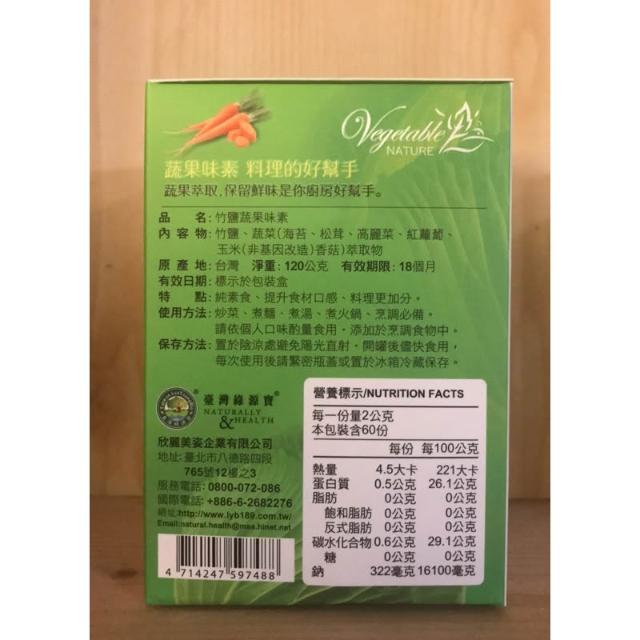 Vegetable
NATURE
蔬果味素 料理的好幫手
蔬果萃取,保留鮮味是你廚房好幫手。
品名:竹鹽蔬果味素
內容物:竹鹽、蔬菜(海苔、松茸、高麗菜、紅蘿蔔、
玉米(非基因改造)香菇)萃取物
原產地:台灣 淨重:120公克 有效期限:18個月
有效日期:標示於包裝盒
特點:純素食、提升食材口感、料理更加分。
使用方法:炒菜、煮麵、煮湯、煮火鍋、烹調必備。
請依個人口味酌量食用,添加於烹調食物中。
保存方法:置於陰涼處避免陽光直射,開罐後儘快食用,
每次使用後請緊密瓶蓋或置於冰箱冷藏保存。
臺灣綠源寶
NATURALLY
& HEALTH
欣麗美姿企業有限公司
地址:臺北市八德路四段
765號12樓之3
服務電話:0800-072-086
國際電話:+886-6-2682276
網址:http://www.lyb189.com.tw/
Email:natural.health@msa.hinet.net
4 714247 597488
營養標示/NUTRITION FACTS
每一份量2公克
本包裝含60份
每份 每100公克
熱量 4.5大卡 221大卡
蛋白質 0.5公克 26.1公克
脂肪 0公克 0公克
飽和脂肪 0公克 0公克
反式脂肪 0公克 0公克
碳水化合物 0.6公克 29.1公克
糖 0公克 0公克
鈉 322毫克 16100毫克